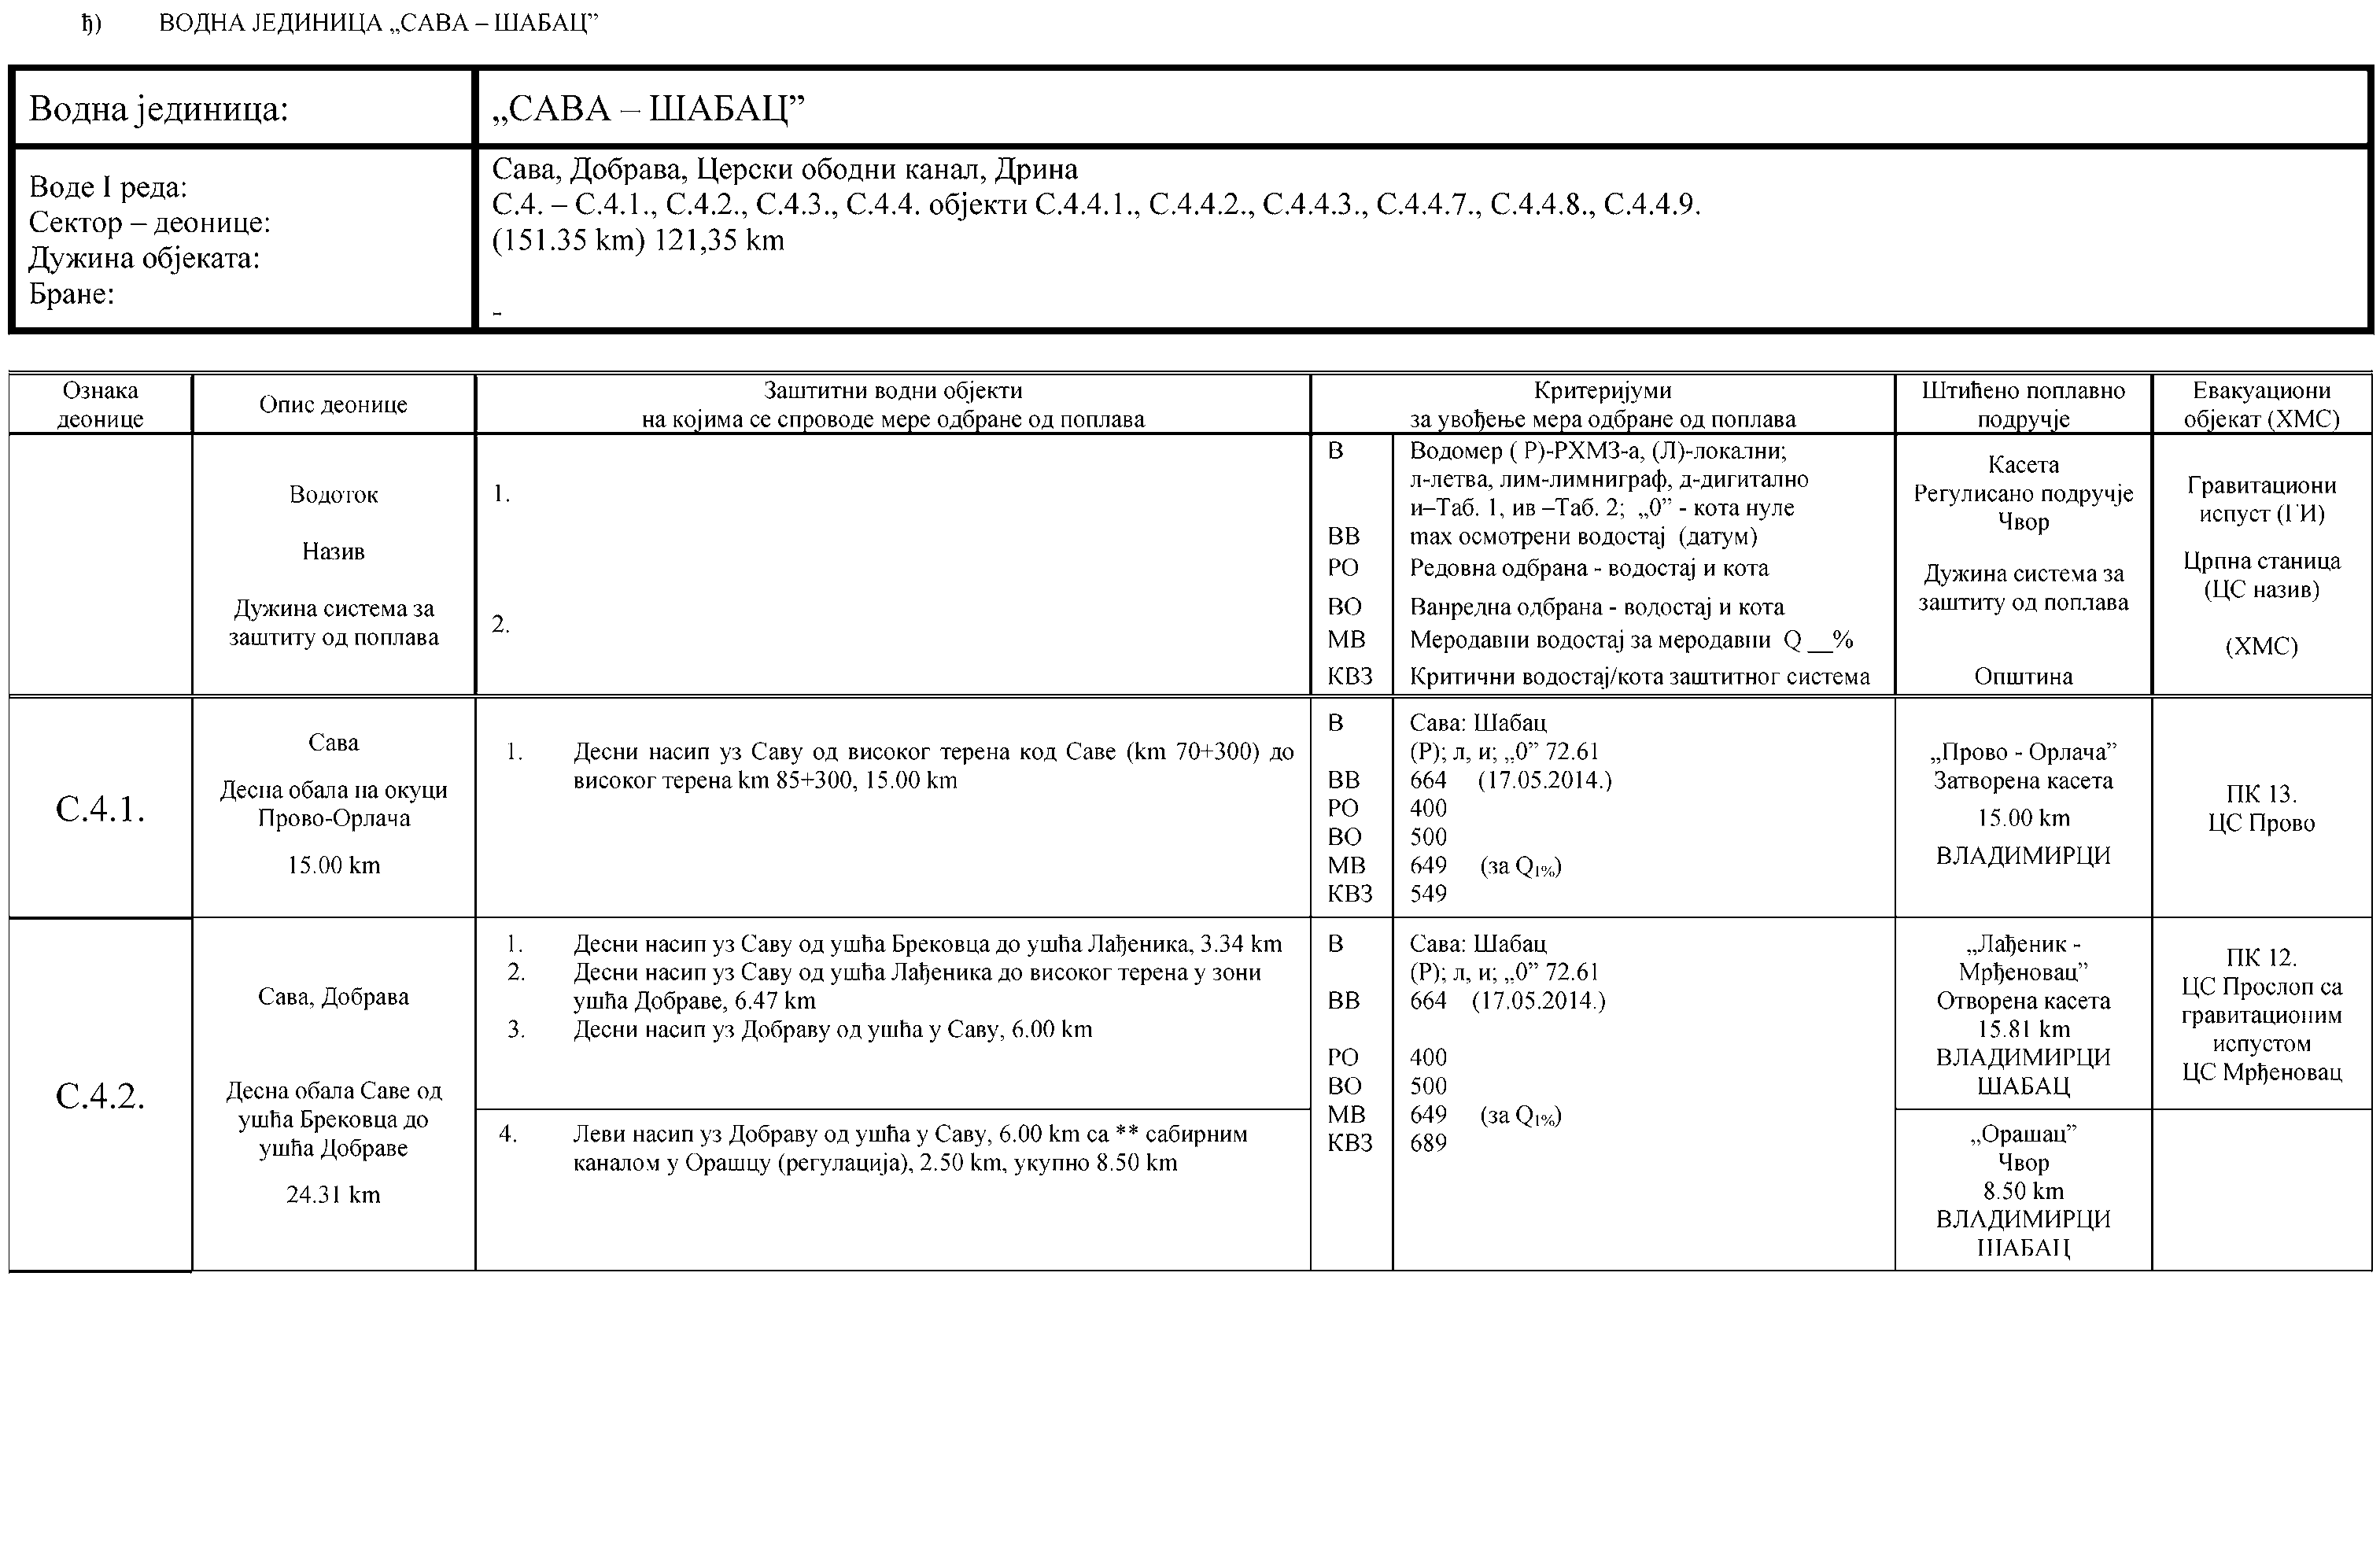 ђ) ВОДНА ЈЕДИНИЦА „САВА – ШАБАЦ”
Водна јединица: „САВА – ШАБАЦ”
Воде I реда:
Сектор – деонице:
Дужина објеката:
Бране:
Сава, Добрава, Церски ободни канал, Дрина
С.4. – С.4.1., С.4.2., С.4.3., С.4.4. објекти С.4.4.1., С.4.4.2., С.4.4.3., С.4.4.7., С.4.4.8., С.4.4.9.
(151.35 km) 121,35 km
-
Ознака
деонице
Опис деонице
Заштитни водни објекти
на којима се спроводе мере одбране од поплава
Критеријуми
за увођење мера одбране од поплава
Штићено поплавно
подручје
Евакуациони
објекат (ХМС)
Водоток
Назив
Дужина система за
заштиту од поплава
1.
2.
В Водомер ( Р)-РХМЗ-а, (Л)-локални;
л-летва, лим-лимниграф, д-дигитално
и–Таб. 1, ив –Таб. 2; „0” - кота нуле
ВВ max осмотрени водостај (датум)
РО Редовна одбрана - водостај и кота
ВО Ванредна одбрана - водостај и кота
МВ Меродавни водостај за меродавни Q __%
КВЗ Критични водостај/кота заштитног система
Касета
Регулисано подручје
Чвор
Дужина система за
заштиту од поплава
Општина
Гравитациони
испуст (ГИ)
Црпна станица
(ЦС назив)
(ХМС)
С.4.1.
Сава
Десна обала на окуци
Прово-Орлача
15.00 km
1. Десни насип уз Саву од високог терена код Саве (km 70+300) до
високог терена km 85+300, 15.00 km
В Сава: Шабац
(Р); л, и; „0” 72.61
ВВ 664 (17.05.2014.)
РО 400
ВО 500
МВ 649 (за Q1%)
КВЗ 549
„Прово - Орлача”
Затворена касета
15.00 km
ВЛАДИМИРЦИ
ПК 13.
ЦС Прово
С.4.2.
Сава, Добрава
Десна обала Саве од
ушћа Брековца до
ушћа Добраве
24.31 km
1. Десни насип уз Саву од ушћа Брековца до ушћа Лађеника, 3.34 km
2. Десни насип уз Саву од ушћа Лађеника до високог терена у зони
ушћа Добраве, 6.47 km
3. Десни насип уз Добраву од ушћа у Саву, 6.00 km
4. Леви насип уз Добраву од ушћа у Саву, 6.00 km са ** сабирним
каналом у Орашцу (регулација), 2.50 km, укупно 8.50 km
В Сава: Шабац
(Р); л, и; „0” 72.61
ВВ 664 (17.05.2014.)
РО 400
ВО 500
МВ 649 (за Q1%)
КВЗ 689
„Лађеник -
Мрђеновац”
Отворена касета
15.81 km
ВЛАДИМИРЦИ
ШАБАЦ
„Орашац”
Чвор
8.50 km
ВЛАДИМИРЦИ
ШАБАЦ
ПК 12.
ЦС Прослоп са
гравитационим
испустом
ЦС Мрђеновац